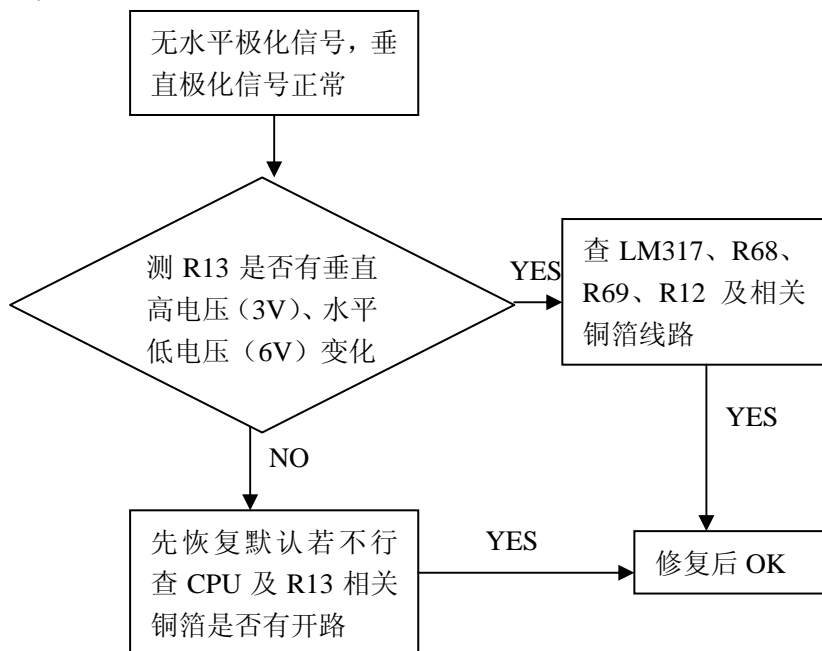 无水平极化信号，垂
直极化信号正常
测 R13 是否有垂直
高电压（3V）、水平
低电压（6V）变化
YES
查 LM317、R68、
R69、R12 及相关
铜箔线路
YES
NO
先恢复默认若不行
查 CPU 及 R13 相关
铜箔是否有开路
YES
修复后 OK